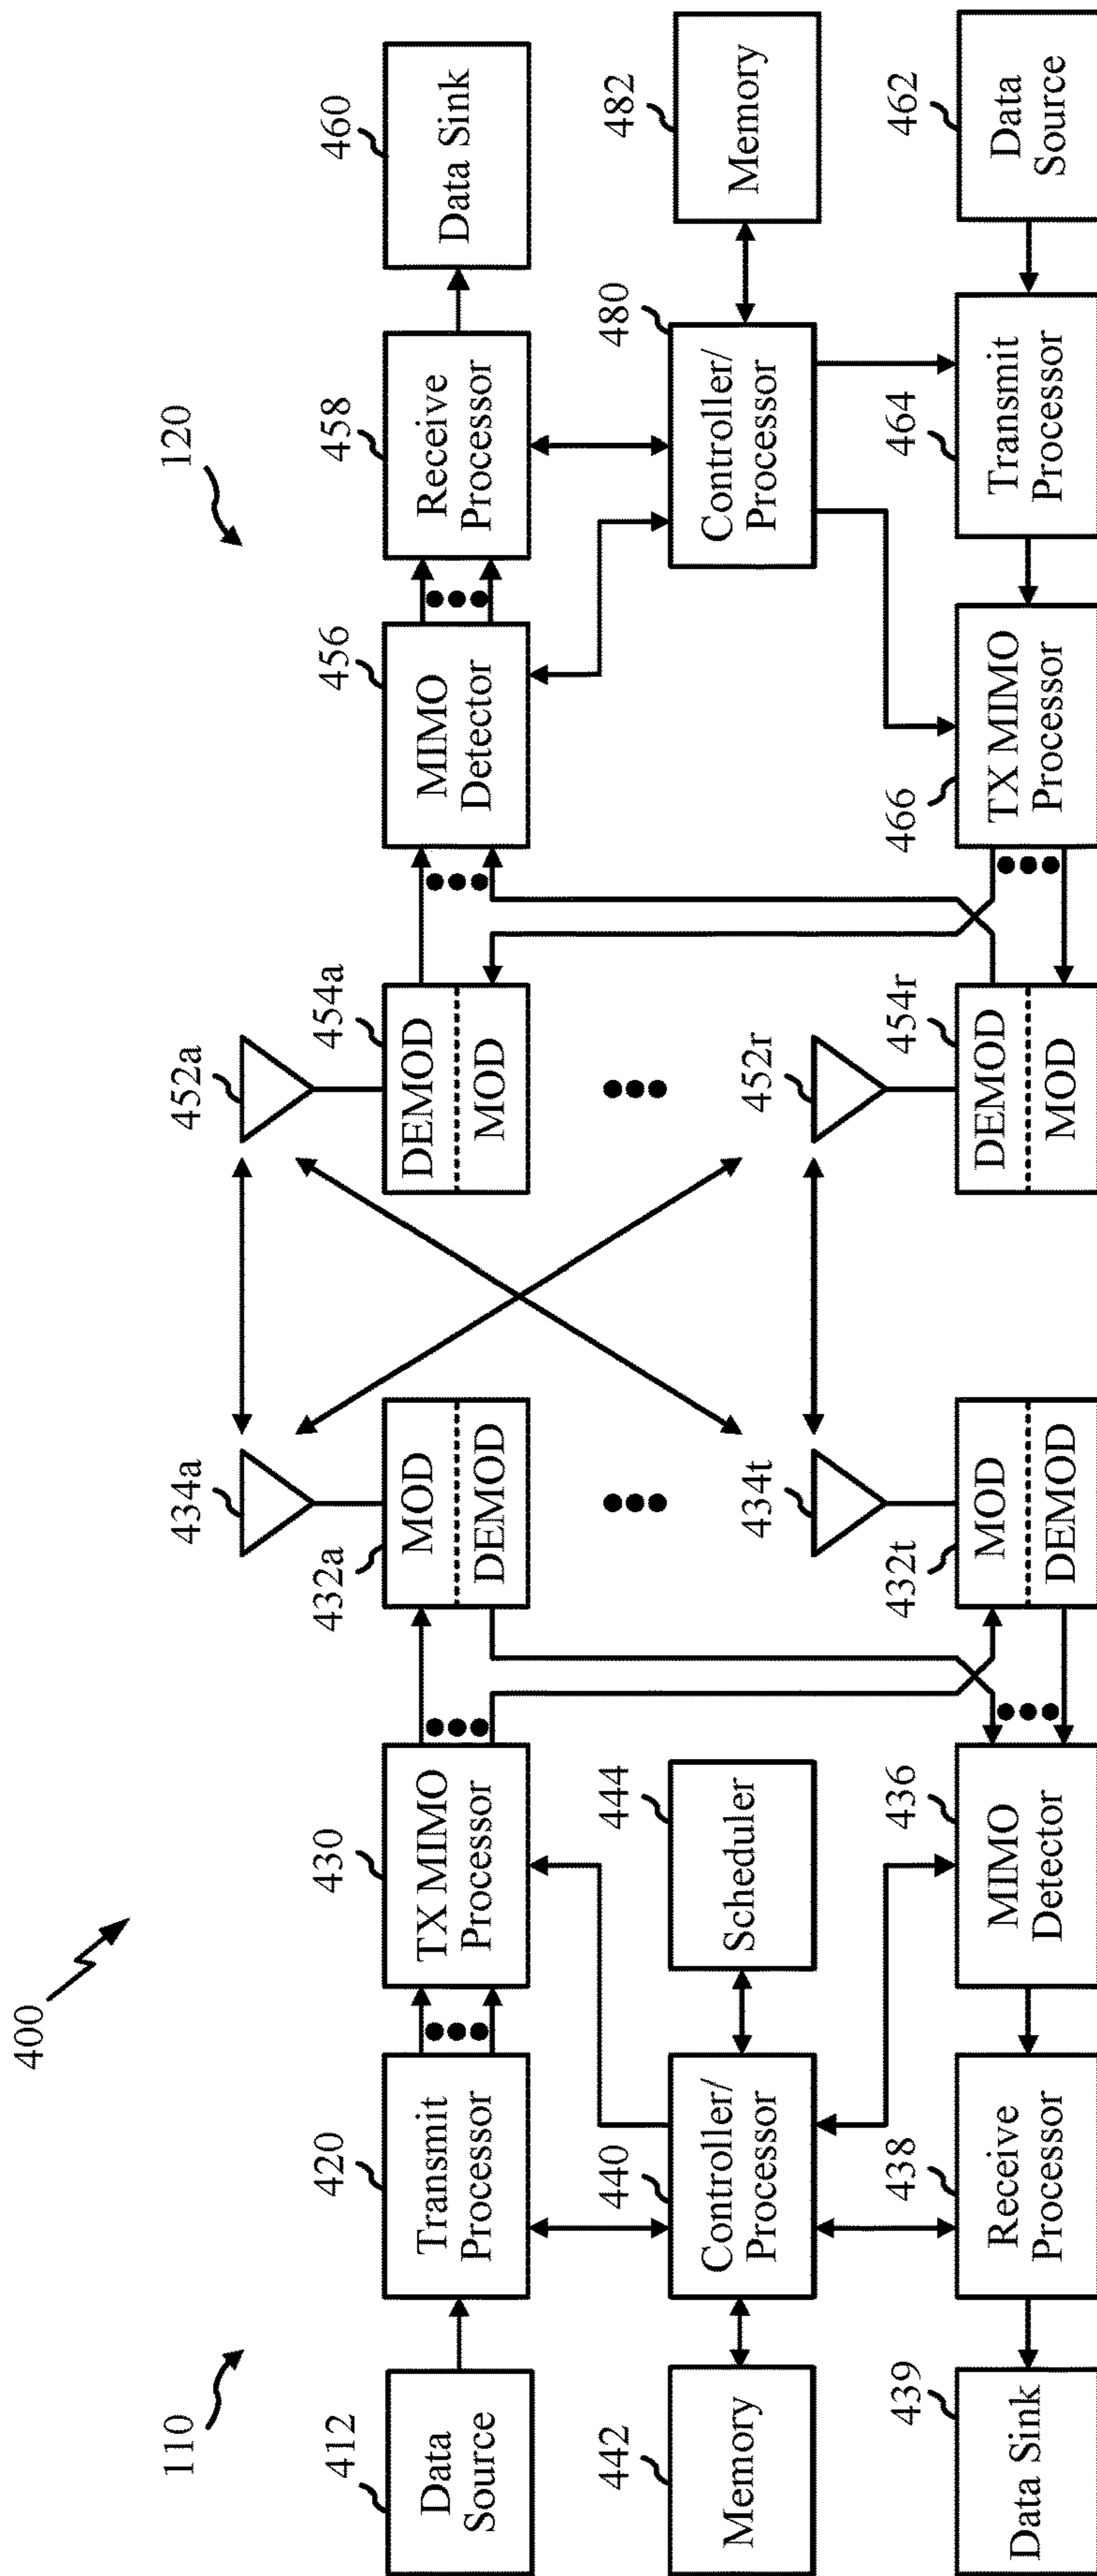 400
110
120
412
Data
Source
420
Transmit
Processor
430
TX MIMO
Processor
432a
MOD
DEMOD
434a
452a
454a
DEMOD
MOD
456
MIMO
Detector
458
Receive
Processor
460
Data Sink
442
Memory
440
Controller/
Processor
444
Scheduler
480
Controller/
Processor
482
Memory
439
Data Sink
438
Receive
Processor
436
MIMO
Detector
432t
MOD
DEMOD
434t
452r
454r
DEMOD
MOD
466
TX MIMO
Processor
464
Transmit
Processor
462
Data
Source